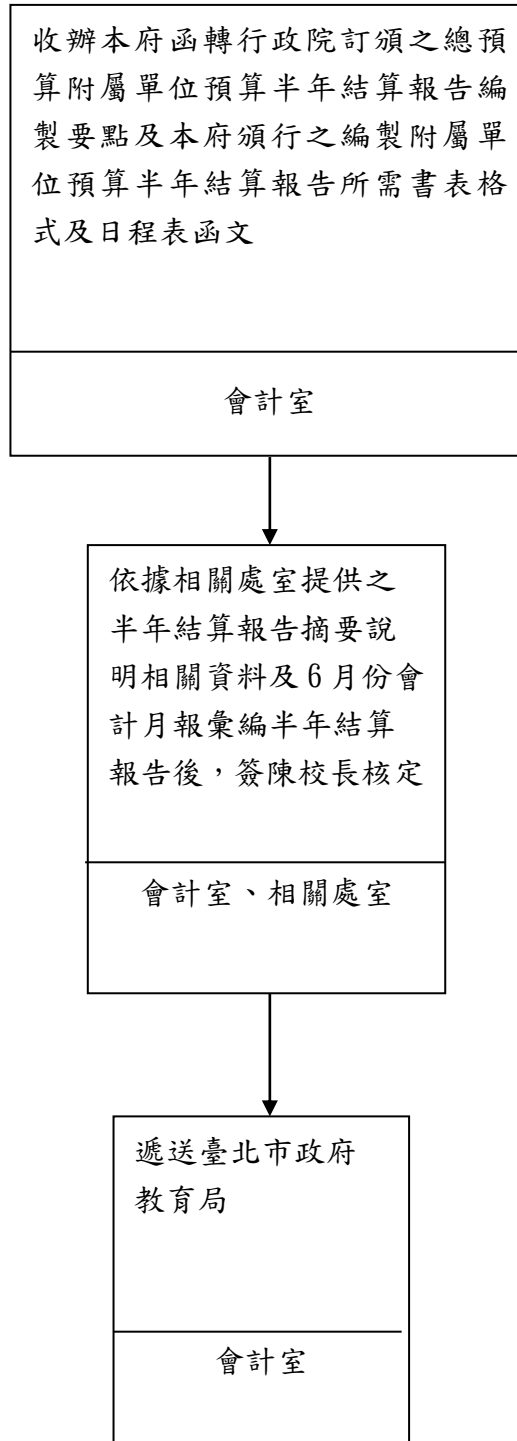 收辦本府函轉行政院訂頒之總預
算附屬單位預算半年結算報告編
製要點及本府頒行之編製附屬單
位預算半年結算報告所需書表格
式及日程表函文
會計室
依據相關處室提供之
半年結算報告摘要說
明相關資料及6月份會
計月報彙編半年結算
報告後，簽陳校長核定
會計室、相關處室
遞送臺北市政府
教育局
會計室